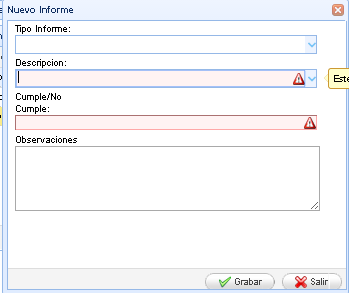 Nuevo Informe
Tipo Informe:
Descripcion:
Este
Cumple/No
Cumple:
Observaciones
Grabar
Salir